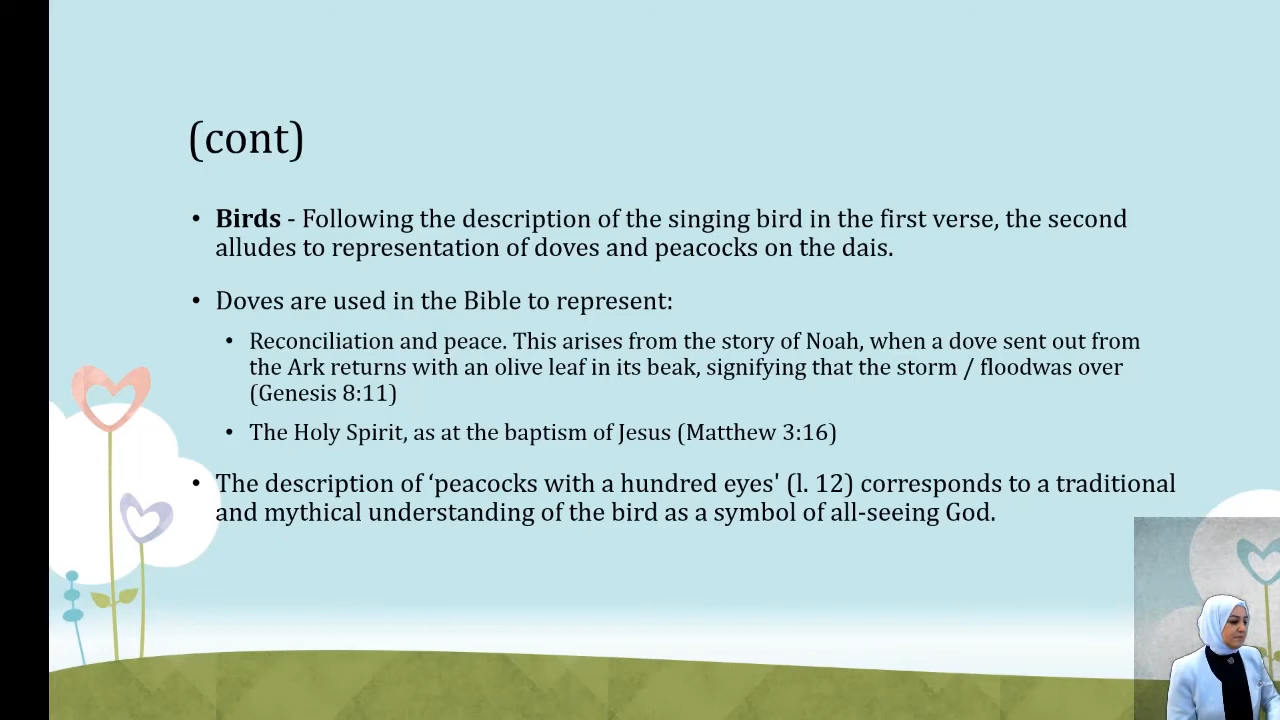 (cont)
• Birds - Following the description of the singing bird in the first verse, the second
alludes to representation of doves and peacocks on the dais.
• Doves are used in the Bible to represent:
• Reconciliation and peace. This arises from the story of Noah, when a dove sent out from
the Ark returns with an olive leaf in its beak, signifying that the storm / floodwas over
(Genesis 8:11)
• The Holy Spirit, as at the baptism of Jesus (Matthew 3:16)
• The description of ‘peacocks with a hundred eyes' (l. 12) corresponds to a traditional
and mythical understanding of the bird as a symbol of all-seeing God.